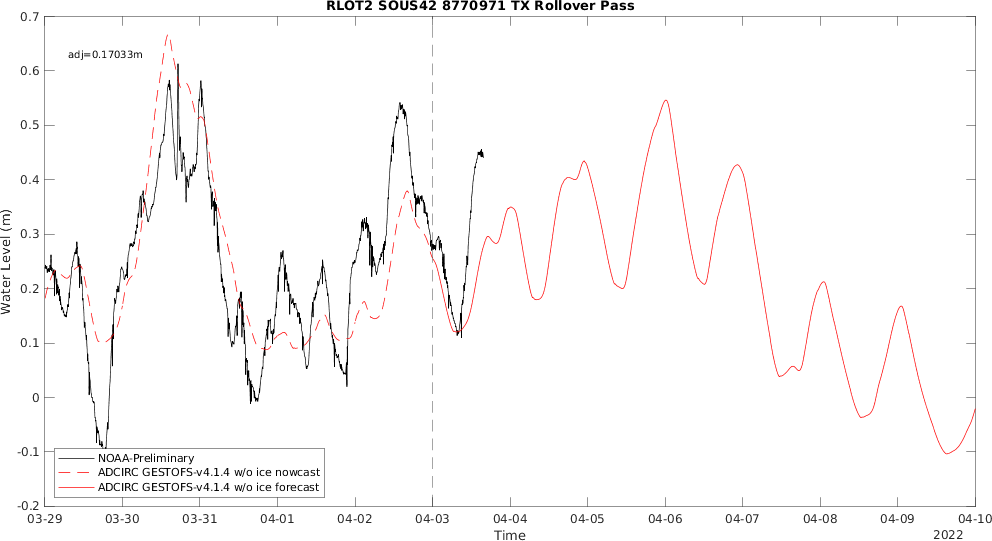 RLOT2 SOUS42 8770971 TX Rollover Pass
adj=0.17033m
Water Level (m)
0.7
0.6
0.5
0.4
0.3
0.2
0.1
0
-0.1
-0.2
NOAA-Preliminary
ADCIRC GESTOFS-v4.1.4 w/o ice nowcast
ADCIRC GESTOFS-v4.1.4 w/o ice forecast
03-29 03-30 03-31 04-01 04-02 04-03 04-04 04-05 04-06 04-07 04-08 04-09 04-10
Time
2022